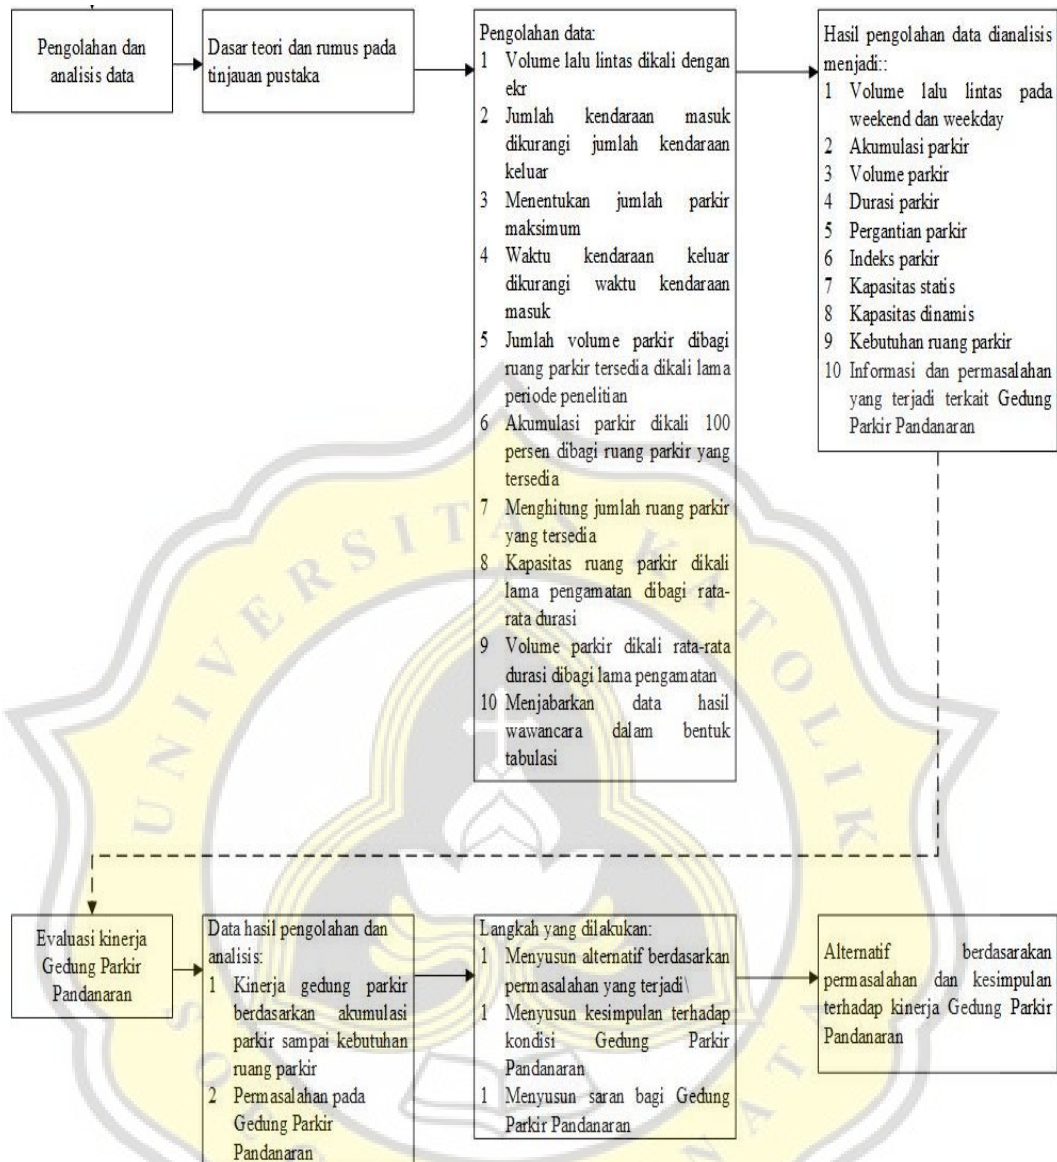 Pengolahan dan
analisis data
Dasar teori dan rumus pada
tinjauan pustaka
Pengolahan data:
1 Volume lalu lintas dikali dengan
ekr
2 Jumlah kendaraan masuk
dikurangi jumlah kendaraan
keluar
3 Menentukan jumlah parkir
maksimum
4 Waktu kendaraan keluar
dikurangi waktu kendaraan
masuk
5 Jumlah volume parkir dibagi
ruang parkir tersedia dikali lama
periode penelitian
6 Akumulasi parkir dikali 100
persen dibagi ruang parkir yang
tersedia
7 Menghitung jumlah ruang parkir
yang tersedia
8 Kapasitas ruang parkir dikali
lama pengamatan dibagi rata-
rata durasi
9 Volume parkir dikali rata-rata
durasi dibagi lama pengamatan
10 Menjabarkan data hasil
wawancara dalam bentuk
tabulasi
Hasil pengolahan data dianalisis
menjadi::
1 Volume lalu lintas pada
weekend dan weekday
2 Akumulasi parkir
3 Volume parkir
4 Durasi parkir
5 Pergantian parkir
6 Indeks parkir
7 Kapasitas statis
8 Kapasitas dinamis
9 Kebutuhan ruang parkir
10 Informasi dan permasalahan
yang terjadi terkait Gedung
Parkir Pandanaran
Evaluasi kinerja
Gedung Parkir
Pandanaran
Data hasil pengolahan dan
analisis:
1 Kinerja gedung parkir
berdasarkan akumulasi
parkir sampai kebutuhan
ruang parkir
2 Permasalahan pada
Gedung Parkir
Pandanaran
Langkah yang dilakukan:
1 Menyusun alternatif berdasarkan
permasalahan yang terjadi\
1 Menyusun kesimpulan terhadap
kondisi Gedung Parkir
Pandanaran
1 Menyusun saran bagi Gedung
Parkir Pandanaran
Alternatif berdasarakan
permasalahan dan kesimpulan
terhadap kinerja Gedung Parkir
Pandanaran
UNIVERSITAS KATOLIK